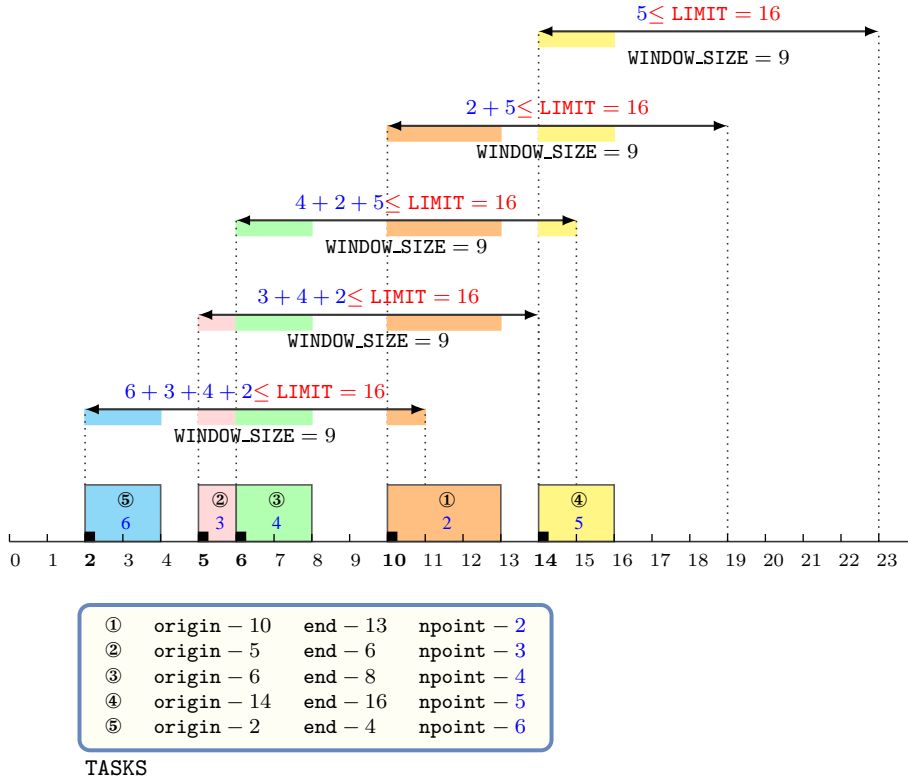 5≤ LIMIT = 16
WINDOW_SIZE = 9
2 + 5≤ LIMIT = 16
WINDOW_SIZE = 9
4 + 2 + 5≤ LIMIT = 16
WINDOW_SIZE = 9
3 + 4 + 2≤ LIMIT = 16
WINDOW_SIZE = 9
6 + 3 + 4 + 2≤ LIMIT = 16
WINDOW_SIZE = 9
⑤ ② ③ ① ④
6 3 4 2 5
0 1 2 3 4 5 6 7 8 9 10 11 12 13 14 15 16 17 18 19 20 21 22 23
① origin − 10 end − 13 npoint − 2
② origin − 5 end − 6 npoint − 3
③ origin − 6 end − 8 npoint − 4
④ origin − 14 end − 16 npoint − 5
⑤ origin − 2 end − 4 npoint − 6
TASKS